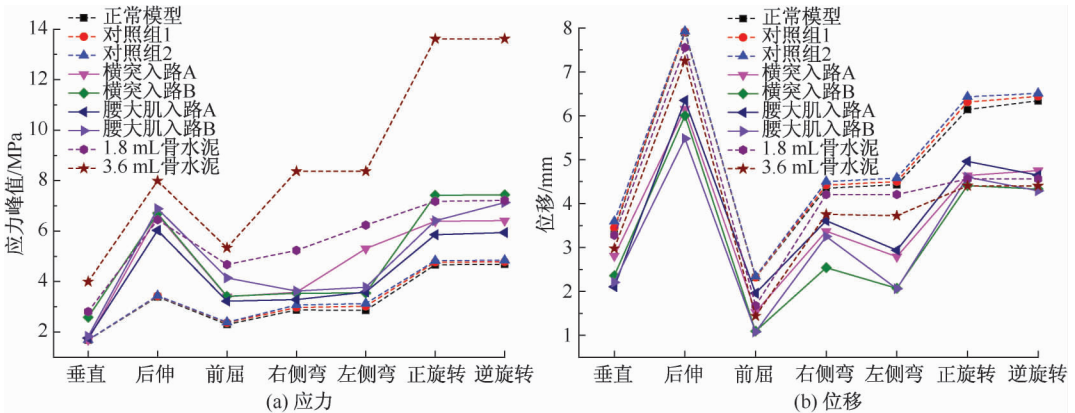 正常模型
对照组1
对照组2
横突入路A
横突入路B
腰大肌入路A
腰大肌入路B
1.8 mL骨水泥
3.6 mL骨水泥
14
12
10
8
6
4
2
应力峰值/MPa
垂直 后伸 前屈 右侧弯 左侧弯 正旋转 逆旋转
(a) 应力
正常模型
对照组1
对照组2
横突入路A
横突入路B
腰大肌入路A
腰大肌入路B
1.8 mL骨水泥
3.6 mL骨水泥
8
7
6
5
4
3
2
1
位移/mm
垂直 后伸 前屈 右侧弯 左侧弯 正旋转 逆旋转
(b) 位移